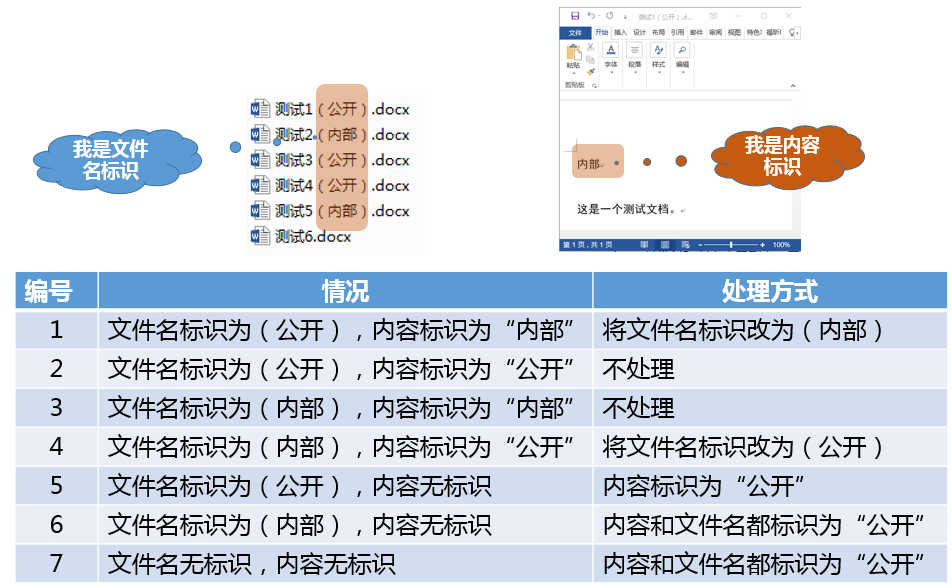 测试1（公开）.docx
测试2（内部）.docx
测试3（公开）.docx
测试4（公开）.docx
测试5（内部）.docx
测试6.docx
我是文件
名标识
测试1（公开）.d...
文件 开始 插入 设计 布局 引用 邮件 审阅 视图 特色
粘贴 字体 段落 样式 编辑
剪贴板
内部
这是一个测试文档。
第1页，共1页 100%
我是内容
标识
编号 情况 处理方式
1 文件名标识为（公开），内容标识为“内部” 将文件名标识改为（内部）
2 文件名标识为（公开），内容标识为“公开” 不处理
3 文件名标识为（内部），内容标识为“内部” 不处理
4 文件名标识为（内部），内容标识为“公开” 将文件名标识改为（公开）
5 文件名标识为（公开），内容无标识 内容标识为“公开”
6 文件名标识为（内部），内容无标识 内容和文件名都标识为“公开”
7 文件名无标识，内容无标识 内容和文件名都标识为“公开”